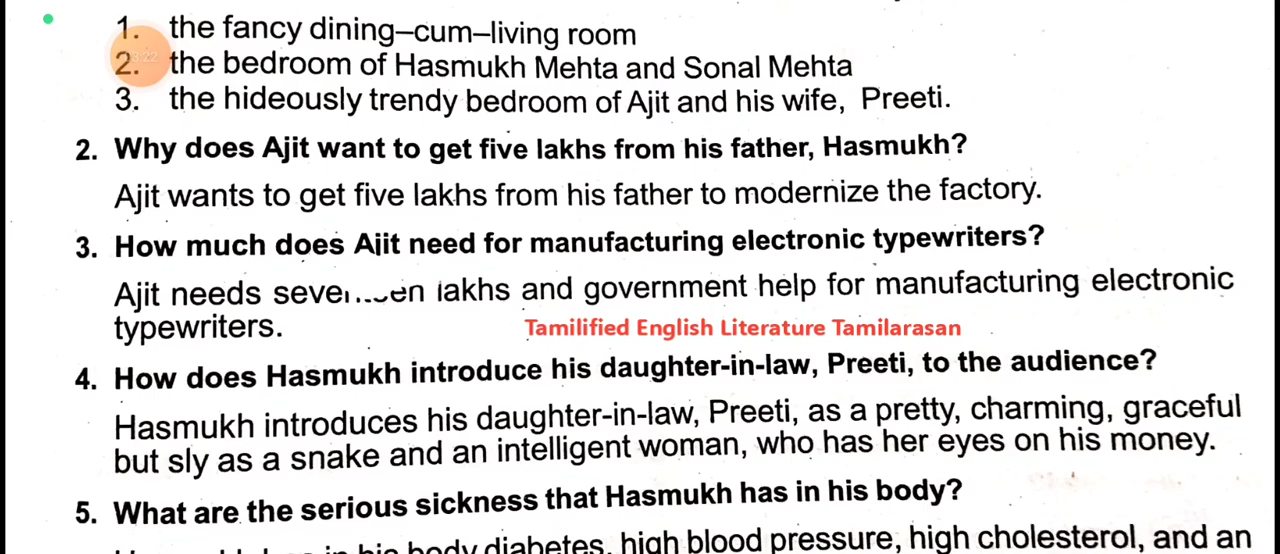 1. the fancy dining–cum–living room
2. the bedroom of Hasmukh Mehta and Sonal Mehta
3. the hideously trendy bedroom of Ajit and his wife, Preeti.
2. Why does Ajit want to get five lakhs from his father, Hasmukh?
Ajit wants to get five lakhs from his father to modernize the factory.
3. How much does Ajit need for manufacturing electronic typewriters?
Ajit needs lakhs and government help for manufacturing electronic
typewriters.
Tamilified English Literature Tamilarasan
4. How does Hasmukh introduce his daughter-in-law, Preeti, to the audience?
Hasmukh introduces his daughter-in-law, Preeti, as a pretty, charming, graceful
but sly as a snake and an intelligent woman, who has her eyes on his money.
5. What are the serious sickness that Hasmukh has in his body?
in his body diabetes, high blood pressure, high cholesterol, and an